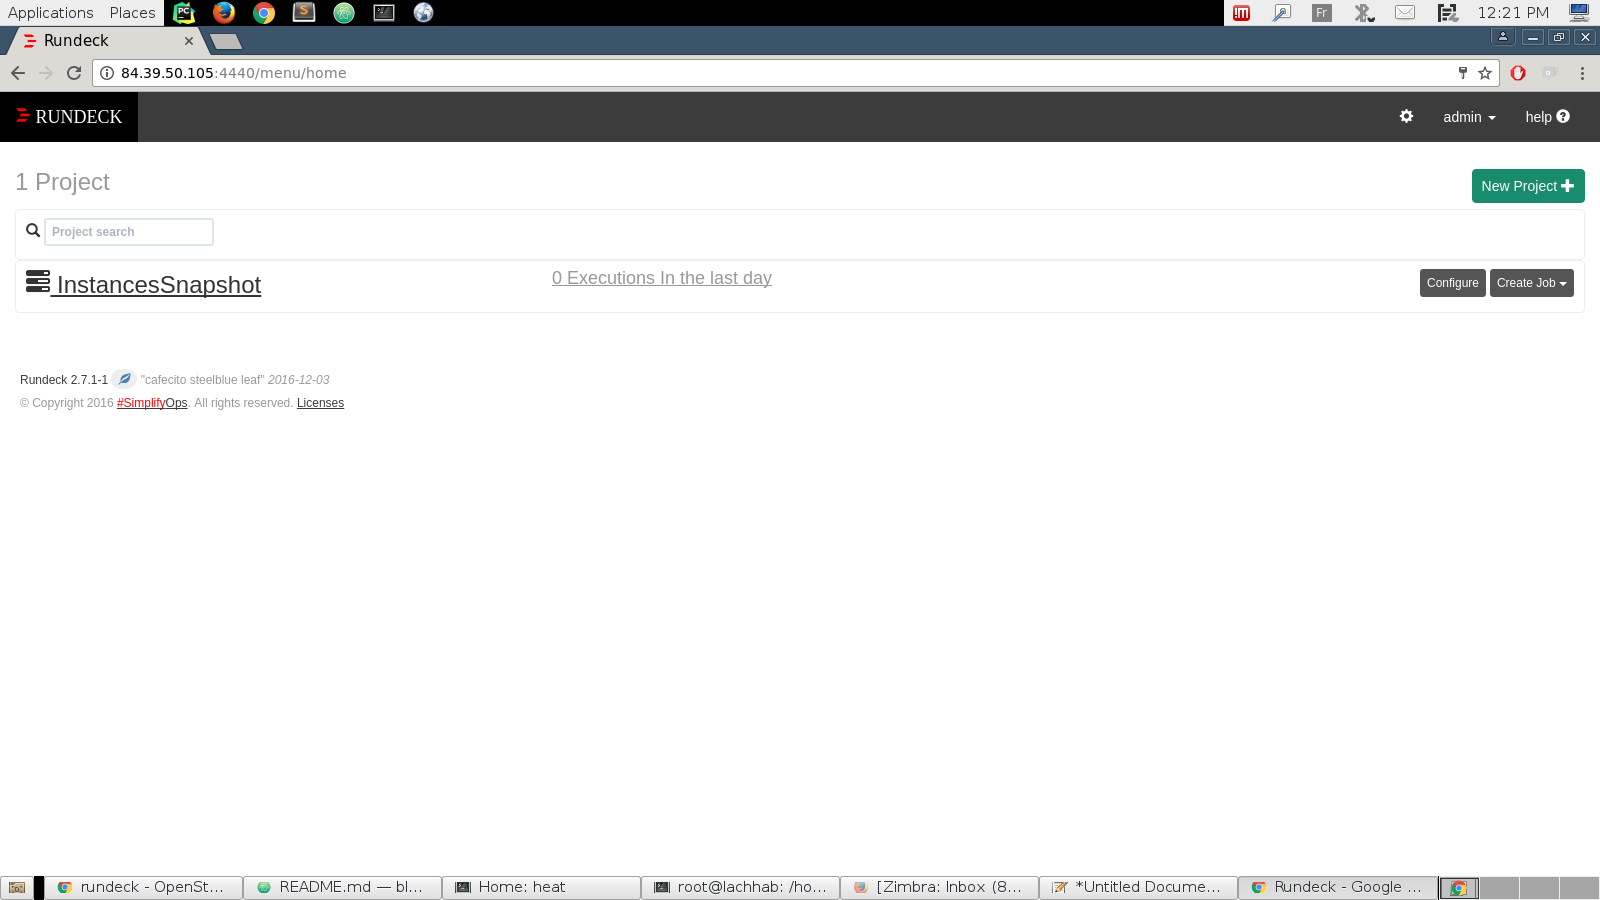 Applications Places 12:21 PM
Fr
Rundeck
84.39.50.105:4440/menu/home
RUNDECK admin help
1 Project New Project
Project search
InstancesSnapshot 0 Executions In the last day Configure Create Job
Rundeck 2.7.1-1 "cafecito steelblue leaf" 2016-12-03
© Copyright 2016 #SimplifyOps. All rights reserved. Licenses
rundeck - OpenSt... README.md — bl... Home: heat root@lachhab: /ho... [Zimbra: Inbox (8... *Untitled Docume... Rundeck - Google ...